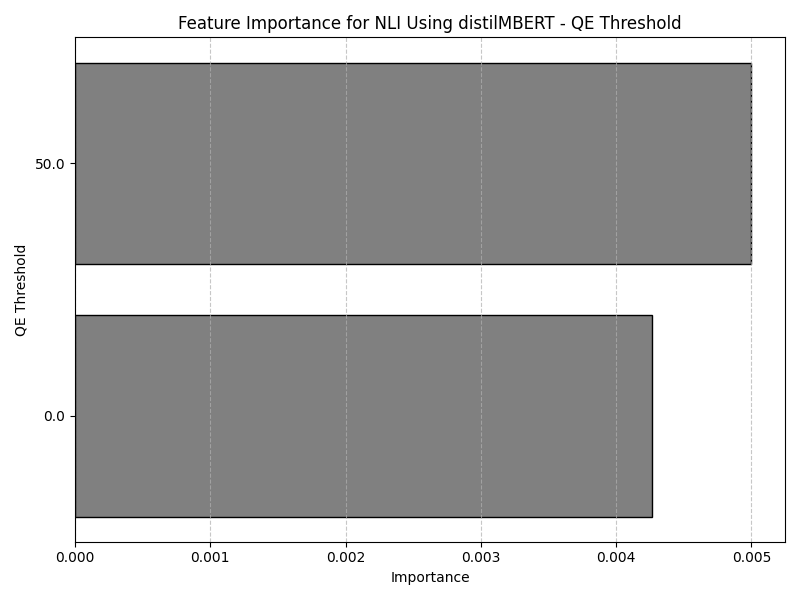 Feature Importance for NLI Using distilMBERT - QE Threshold
50.0
QE Threshold
0.0
0.000 0.001 0.002 0.003 0.004 0.005
Importance